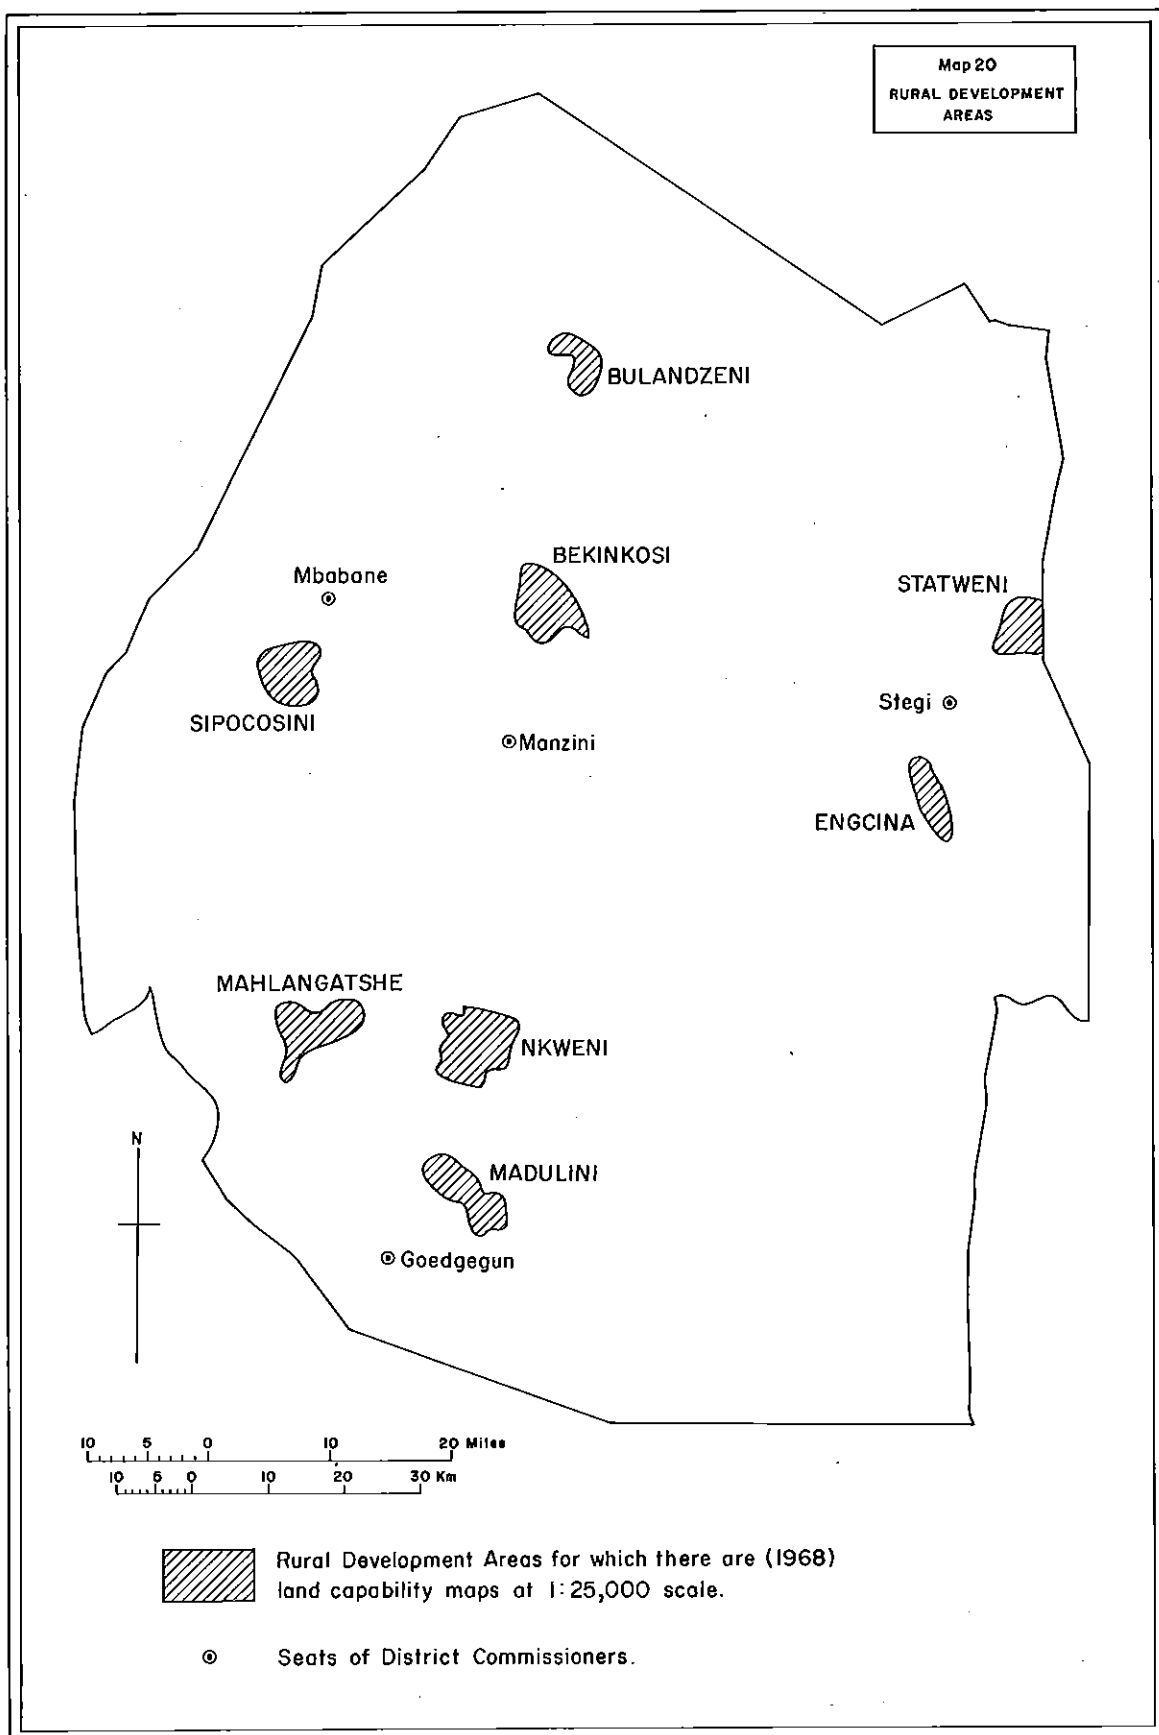 Map 20
RURAL DEVELOPMENT
AREAS
BULANDZENI
BEKINKOSI
Mbabane
STATWENI
SIPOCOSINI
Stegi
Manzini
ENGCINA
MAHLANGATSHE
NKWENI
N
MADULINI
Goedgegun
10 5 0 10 20 Miles
10 5 0 10 20 30 Km
Rural Development Areas for which there are (1968)
land capability maps at 1:25,000 scale.
Seats of District Commissioners.